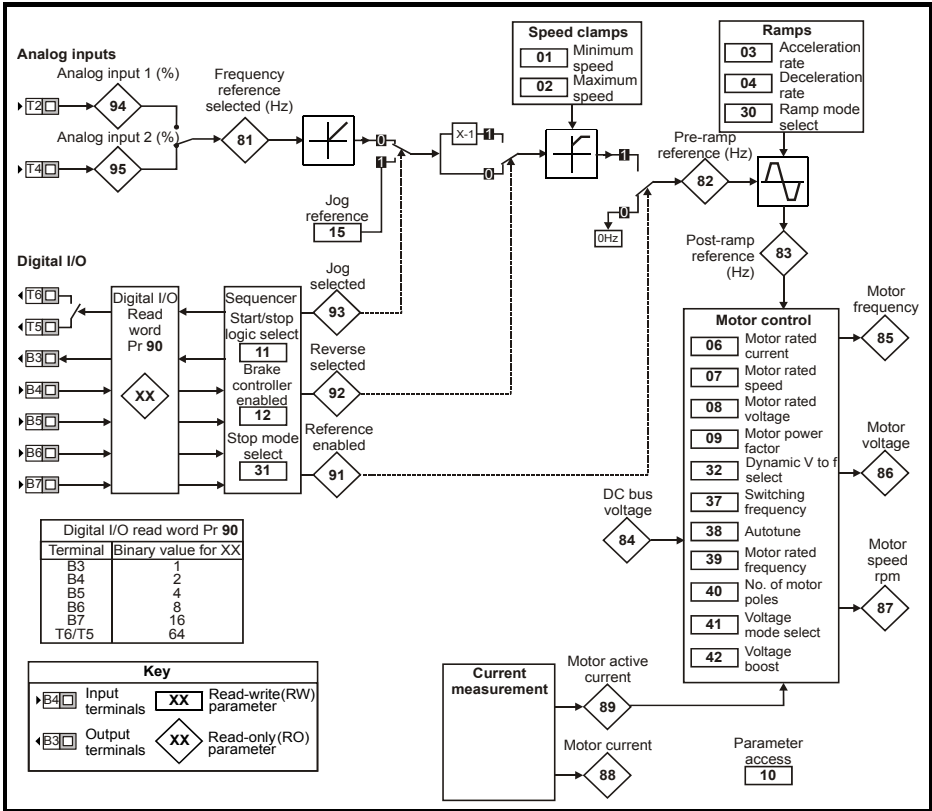 Analog inputs
Analog input 1 (%)
T2
94
Analog input 2 (%)
T4
95
Frequency
reference
selected (Hz)
81
0
1
Jog
reference
15
X-1
1
0
Speed clamps
01 Minimum
speed
02 Maximum
speed
1
0
0Hz
Pre-ramp
reference (Hz)
82
Ramps
03 Acceleration
rate
04 Deceleration
rate
30 Ramp mode
select
Post-ramp
reference
(Hz)
83
Digital I/O
T6
T5
B3
B4
B5
B6
B7
Digital I/O
Read
word
Pr 90
XX
Sequencer
Start/stop
logic select
11
Brake
controller
enabled
12
Stop mode
select
31
Jog
selected
93
Reverse
selected
92
Reference
enabled
91
DC bus
voltage
84
Motor control
06 Motor rated
current
07 Motor rated
speed
08 Motor rated
voltage
09 Motor power
factor
32 Dynamic V to f
select
37 Switching
frequency
38 Autotune
39 Motor rated
frequency
40 No. of motor
poles
41 Voltage
mode select
42 Voltage
boost
Motor
frequency
85
Motor
voltage
86
Motor
speed
rpm
87
Digital I/O read word Pr 90
Terminal Binary value for XX
B3 1
B4 2
B5 4
B6 8
B7 16
T6/T5 64
Key
B4 Input
terminals
XX Read-write(RW)
parameter
B3 Output
terminals
XX Read-only(RO)
parameter
Current
measurement
Motor active
current
89
Motor current
88
Parameter
access
10